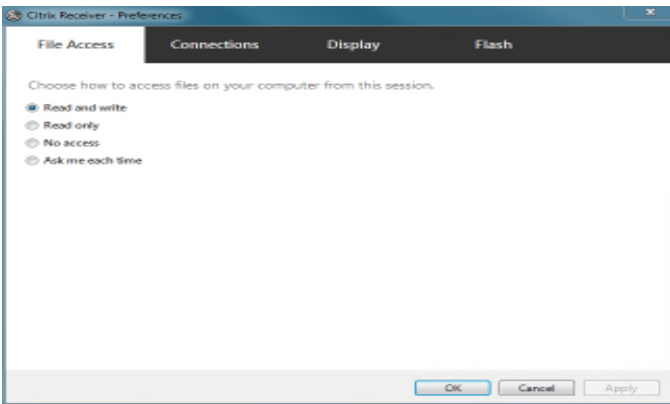 Citrix Receiver - Preferences
File Access Connections Display Flash
Choose how to access files on your computer from this session.
Read and write
Read only
No access
Ask me each time
OK Cancel Apply